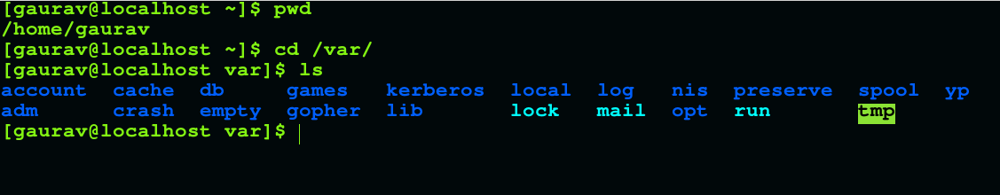 [gaurav@localhost ~]$ pwd
/home/gaurav
[gaurav@localhost ~]$ cd /var/
[gaurav@localhost var]$ ls
account  cache  db     games   kerberos  local  log   nis  preserve  spool  yp
adm      crash  empty  gopher  lib       lock   mail  opt  run       tmp
[gaurav@localhost var]$